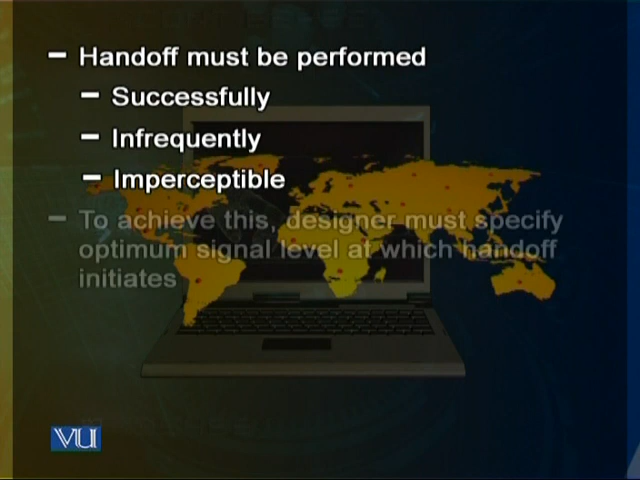 – Handoff must be performed
– Successfully
– Infrequently
– Imperceptible
– To achieve this, designer must specify
optimum signal level at which handoff
initiates
VU